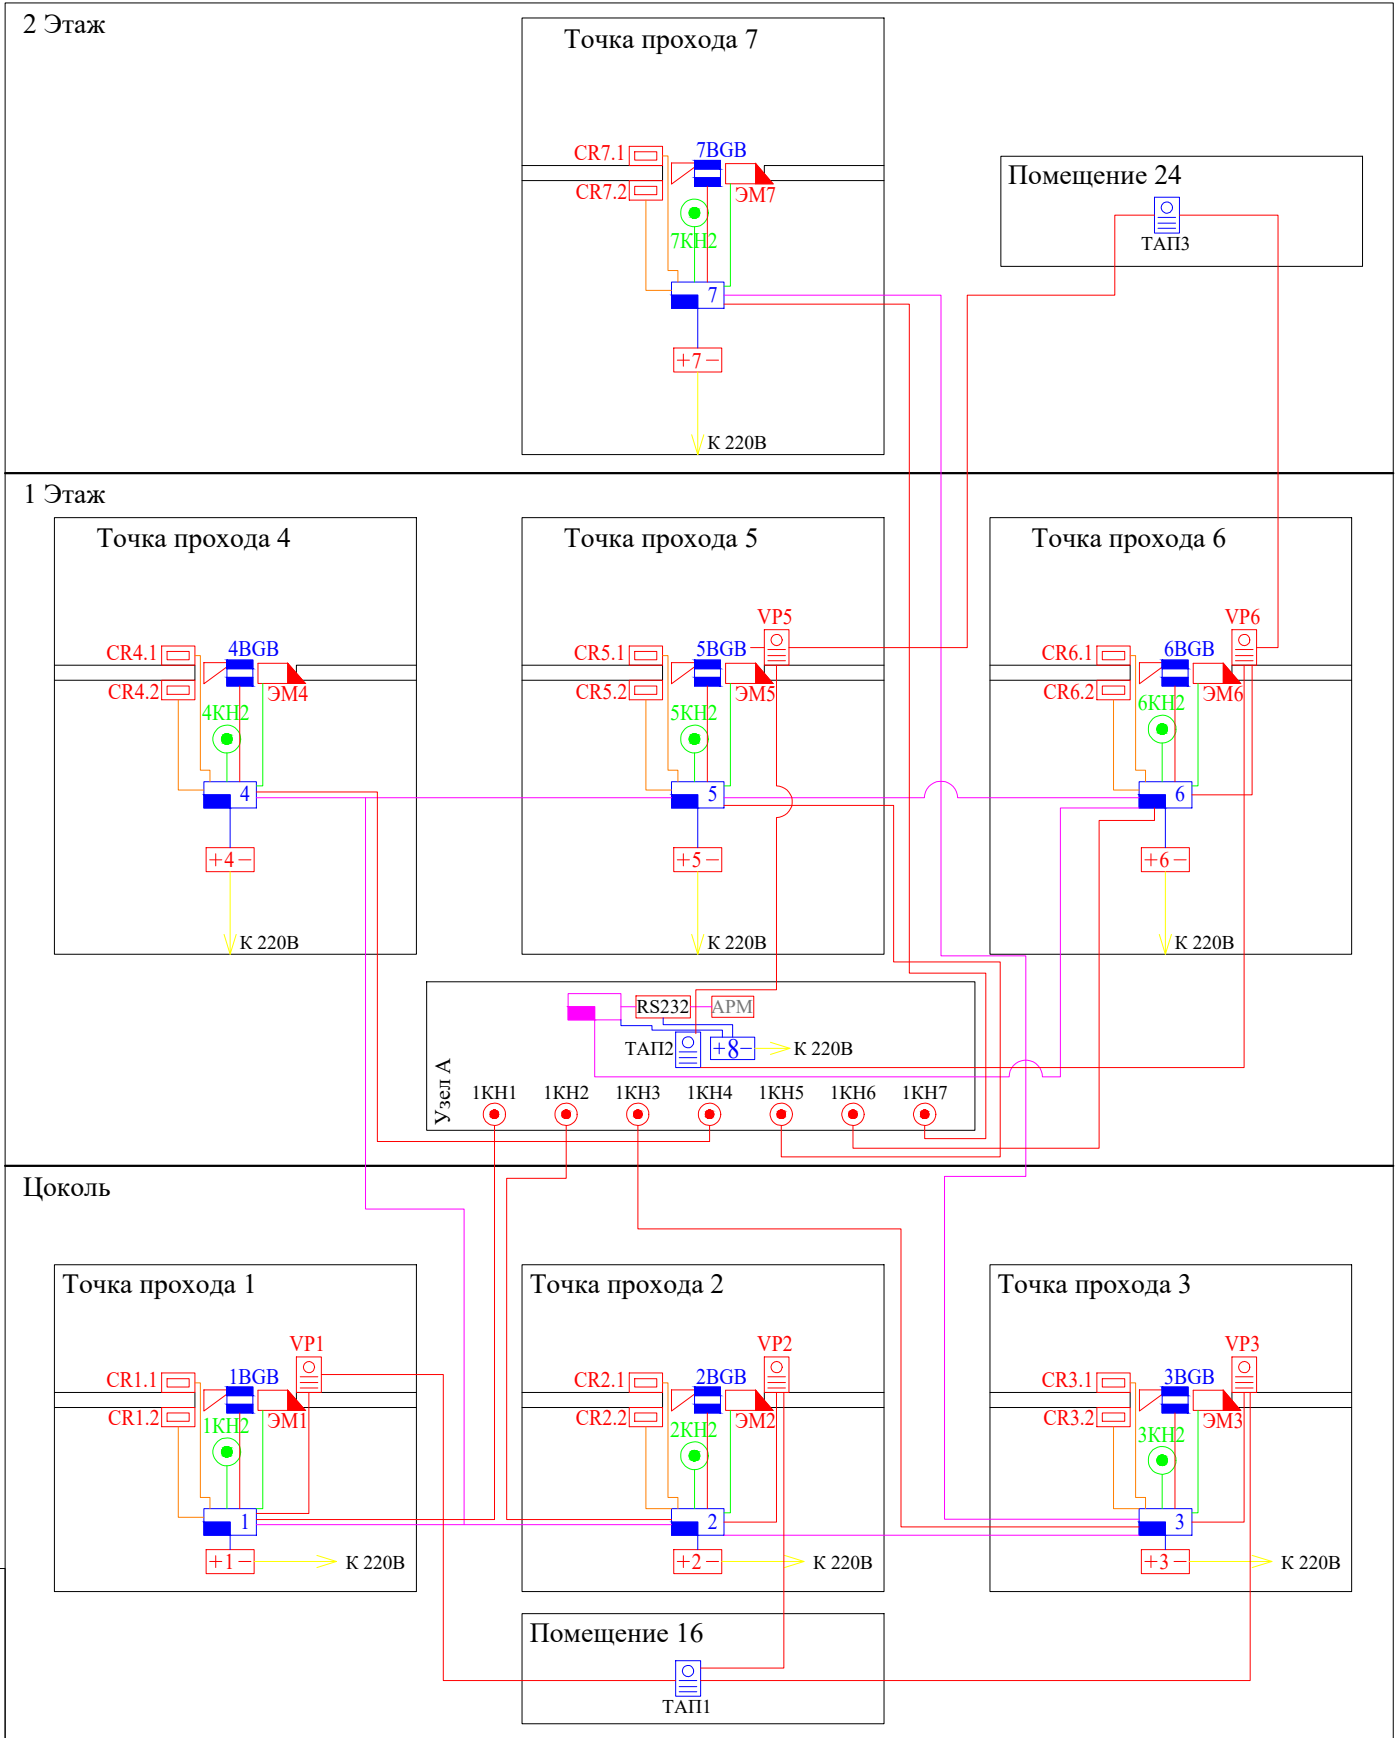 2 Этаж
Точка прохода 7
CR7.1
7BGB
CR7.2
ЭМ7
7КН2
7
+7−
К 220В
Помещение 24
ТАП3
1 Этаж
Точка прохода 4
CR4.1
4BGB
CR4.2
ЭМ4
4КН2
4
+4−
К 220В
Точка прохода 5
VP5
CR5.1
5BGB
CR5.2
ЭМ5
5КН2
5
+5−
К 220В
Точка прохода 6
VP6
CR6.1
6BGB
CR6.2
ЭМ6
6КН2
6
+6−
К 220В
Узел А
RS232
АРМ
ТАП2
+8−
К 220В
1КН1
1КН2
1КН3
1КН4
1КН5
1КН6
1КН7
Цоколь
Точка прохода 1
VP1
CR1.1
1BGB
CR1.2
ЭМ1
1КН2
1
+1−
К 220В
Точка прохода 2
VP2
CR2.1
2BGB
CR2.2
ЭМ2
2КН2
2
+2−
К 220В
Точка прохода 3
VP3
CR3.1
3BGB
CR3.2
ЭМ3
3КН2
3
+3−
К 220В
Помещение 16
ТАП1